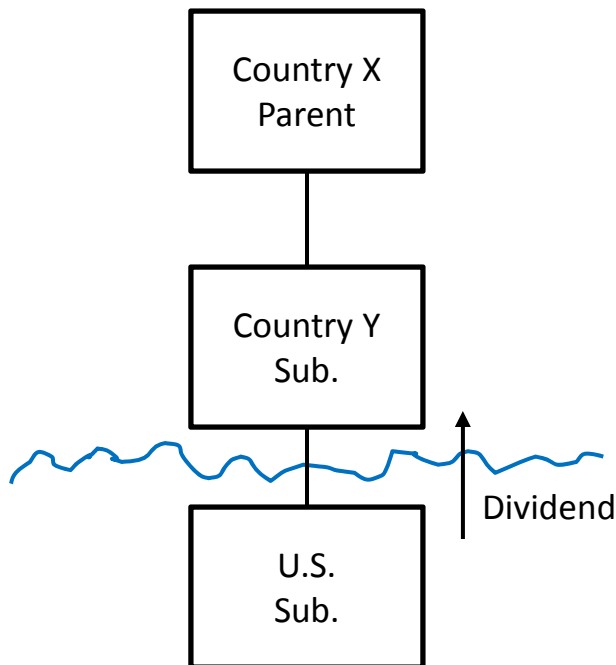 Country X
Parent
Country Y
Sub.
Dividend
U.S.
Sub.